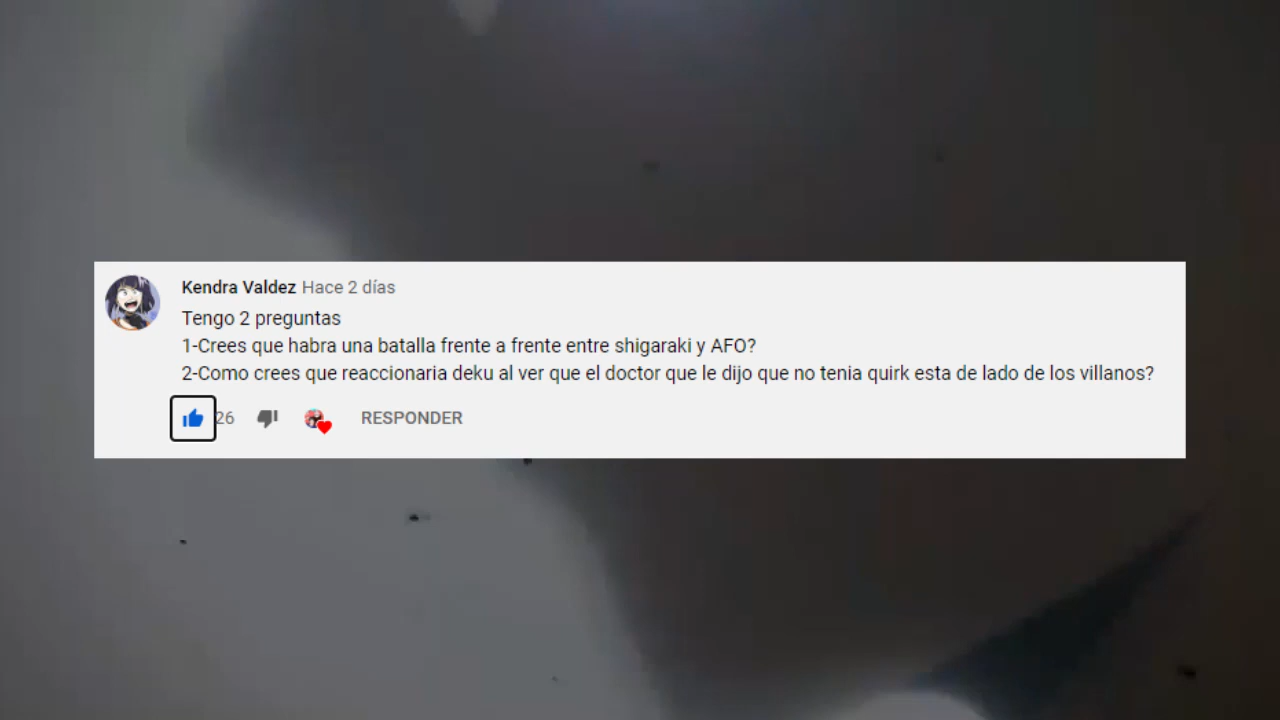 Kendra Valdez Hace 2 días
Tengo 2 preguntas
1-Crees que habra una batalla frente a frente entre shigaraki y AFO?
2-Como crees que reaccionaria deku al ver que el doctor que le dijo que no tenia quirk esta de lado de los villanos?
26 RESPONDER